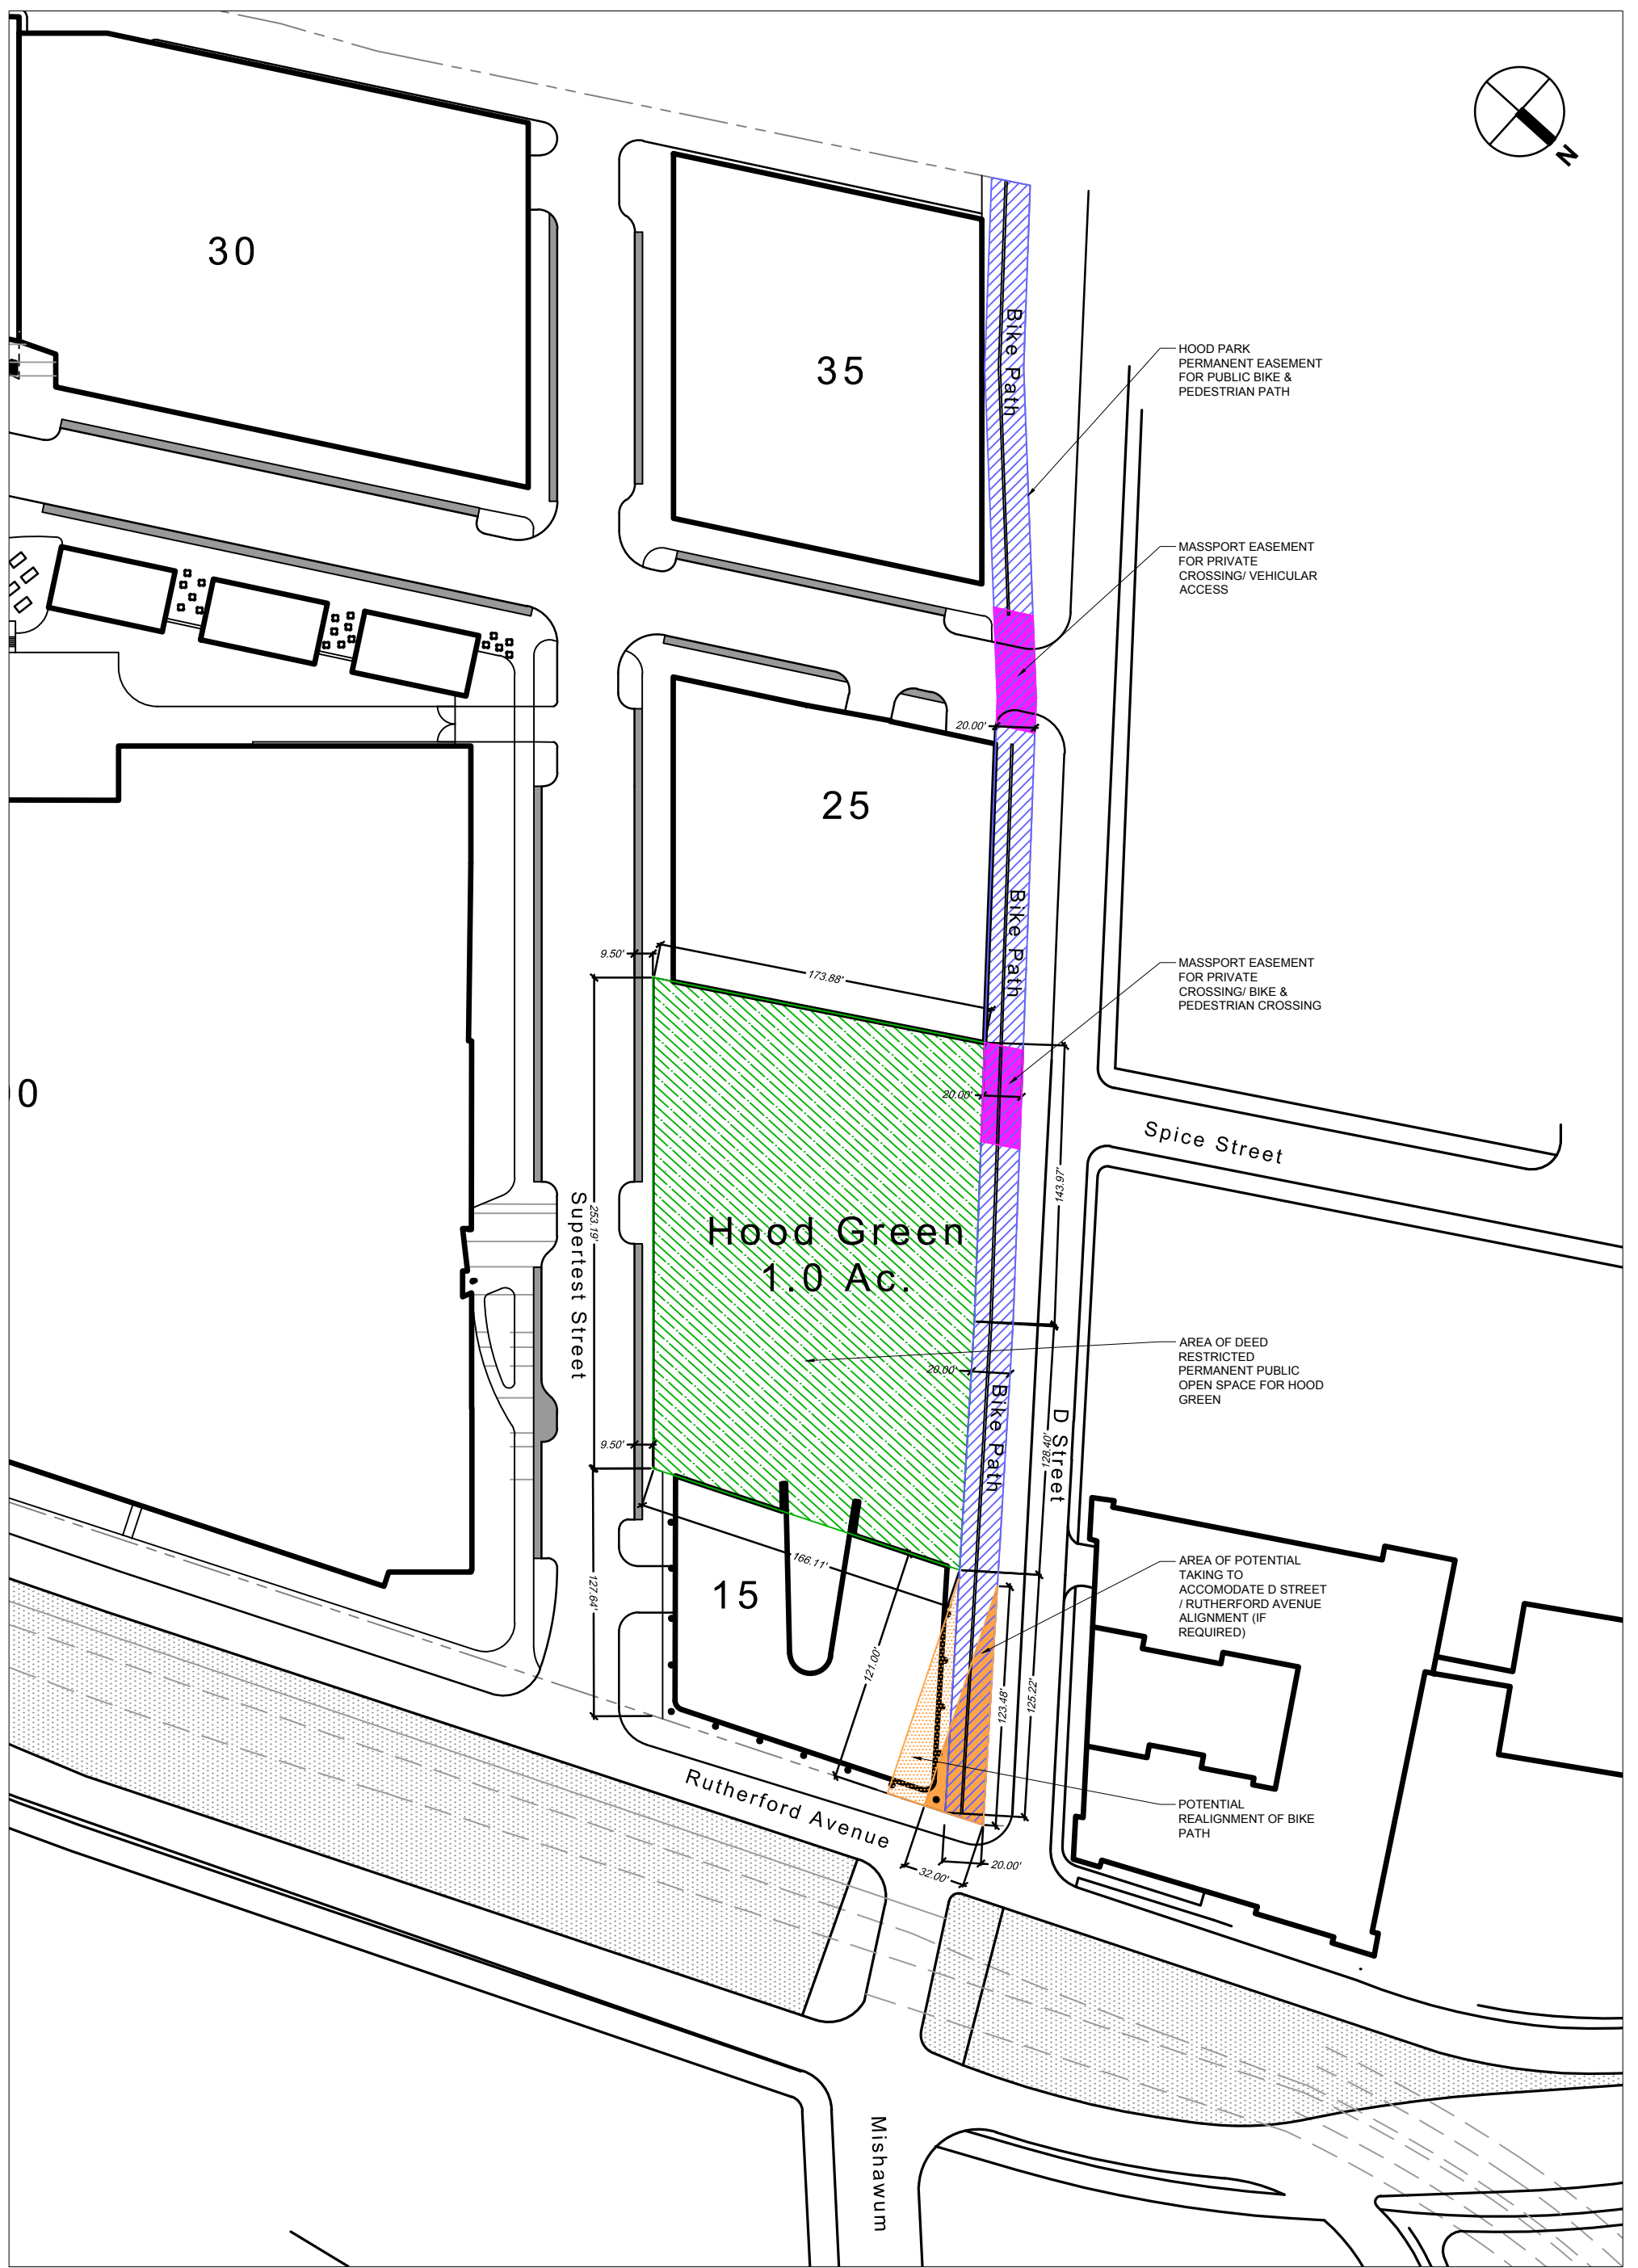 N
30
35
Bike Path
HOOD PARK
PERMANENT EASEMENT
FOR PUBLIC BIKE &
PEDESTRIAN PATH
MASSPORT EASEMENT
FOR PRIVATE
CROSSING/ VEHICULAR
ACCESS
20.00'
25
Bike Path
9.50'
173.88'
MASSPORT EASEMENT
FOR PRIVATE
CROSSING/ BIKE &
PEDESTRIAN CROSSING
20.00'
Spice Street
143.97'
Supertest Street
253.19'
Hood Green
1.0 Ac.
AREA OF DEED
RESTRICTED
PERMANENT PUBLIC
OPEN SPACE FOR HOOD
GREEN
20.00'
Bike Path
D Street
128.40'
9.50'
166.11'
127.64'
15
AREA OF POTENTIAL
TAKING TO
ACCOMODATE D STREET
/ RUTHERFORD AVENUE
ALIGNMENT (IF
REQUIRED)
121.00'
123.48'
125.22'
Rutherford Avenue
POTENTIAL
REALIGNMENT OF BIKE
PATH
32.00'
20.00'
Mishawum